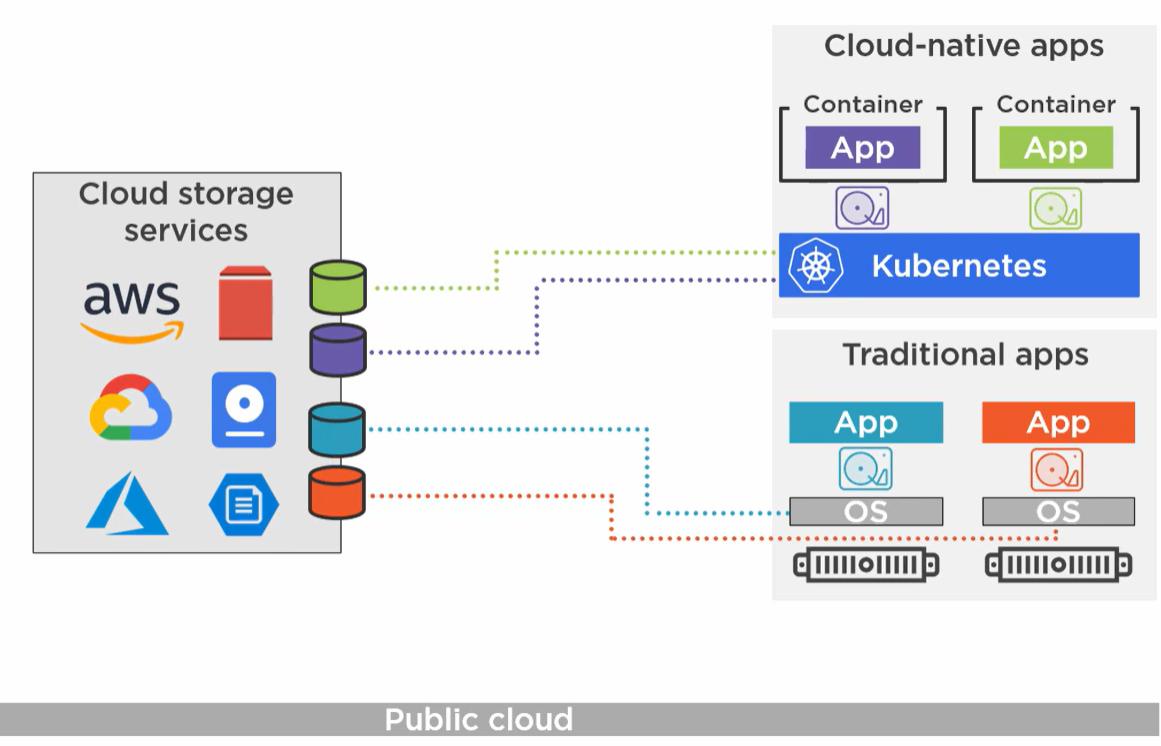 Cloud-native apps
Container
Container
App
App
Cloud storage
services
aws
Kubernetes
Traditional apps
App
App
OS
OS
Public cloud